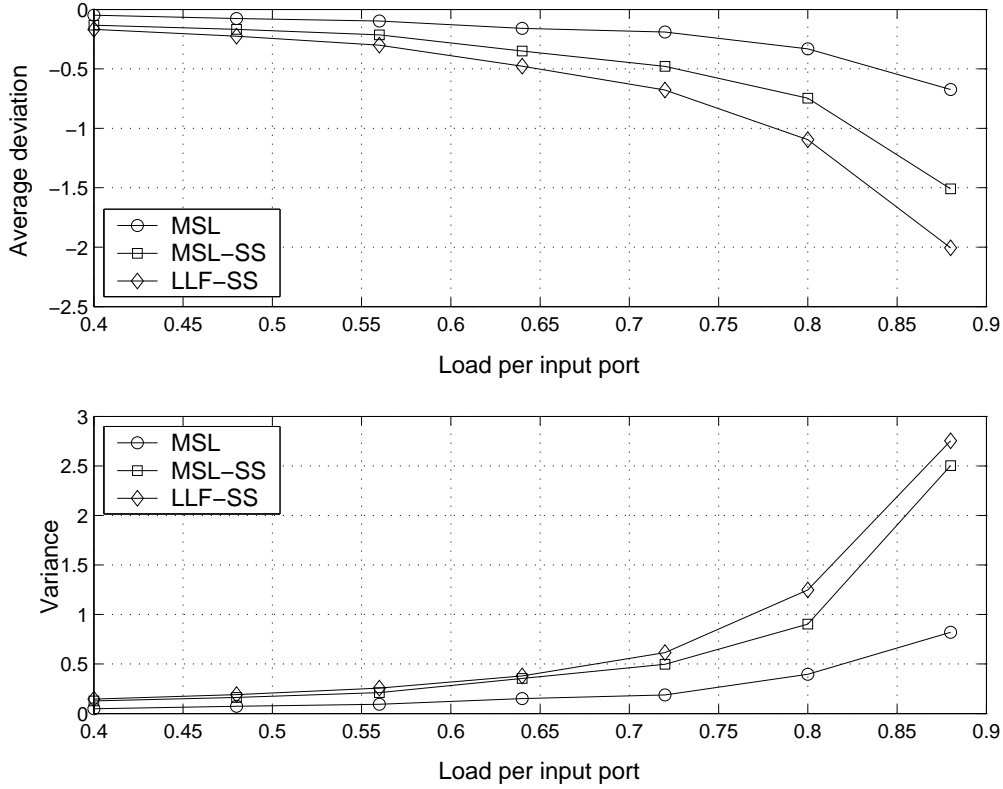 0
−0.5
−1
−1.5
−2
−2.5
Average deviation
MSL
MSL−SS
LLF−SS
0.4 0.45 0.5 0.55 0.6 0.65 0.7 0.75 0.8 0.85 0.9
Load per input port
3
2.5
2
1.5
1
0.5
0
Variance
MSL
MSL−SS
LLF−SS
0.4 0.45 0.5 0.55 0.6 0.65 0.7 0.75 0.8 0.85 0.9
Load per input port